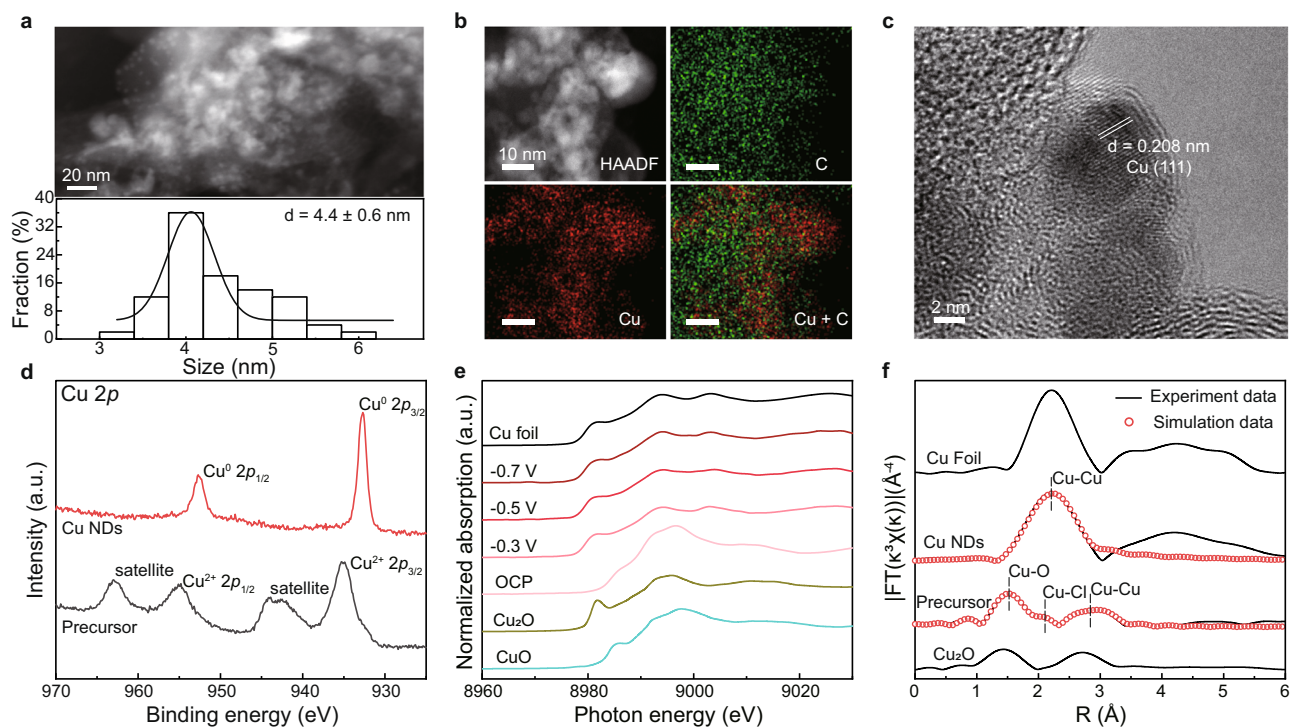 a
20 nm
40
32
24
16
8
0
Fraction (%)
d = 4.4 ± 0.6 nm
3
4
5
6
Size (nm)
b
10 nm
HAADF
C
Cu
Cu + C
c
d = 0.208 nm
Cu (111)
2 nm
d
Cu 2p
Cu⁰ 2p3/2
Cu⁰ 2p1/2
Cu NDs
satellite
Cu²⁺ 2p1/2
satellite
Cu²⁺ 2p3/2
Precursor
Intensity (a.u.)
970
960
950
940
930
Binding energy (eV)
e
Normalized absorption (a.u.)
Cu foil
-0.7 V
-0.5 V
-0.3 V
OCP
Cu₂O
CuO
8960
8980
9000
9020
Photon energy (eV)
f
Experiment data
Simulation data
|FT(κ³χ(κ)|(Å⁻⁴)
Cu Foil
Cu-Cu
Cu NDs
Cu-O
Cu-Cl
Cu-Cu
Precursor
Cu₂O
0
1
2
3
4
5
6
R (Å)